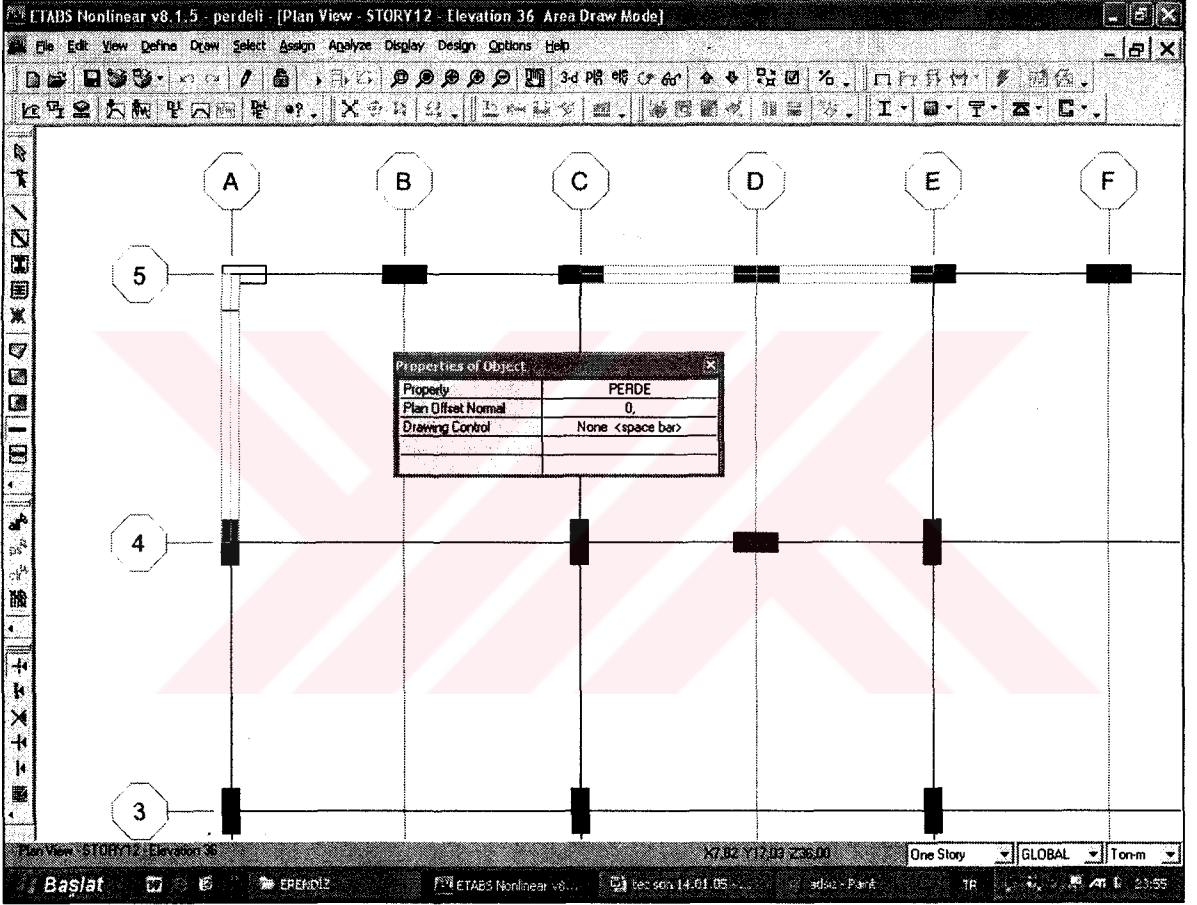 ETABS Nonlinear v8.1.5 - perdeli - [Plan View - STORY12 - Elevation 36 Area Draw Mode]
File Edit View Define Draw Select Assign Analyze Display Design Options Help
A B C D E F
5
Properties of Object
Property PERDE
Plan Offset Normal 0,
Drawing Control None <space bar>
4
3
Plan View - STORY12 - Elevation 36 X7,82 Y17,03 Z36,00 One Story GLOBAL Ton-m
Başlat ERENDİZ ETABS Nonlinear v8... tez son 14.01.05 - ... - Paint TR 23:55